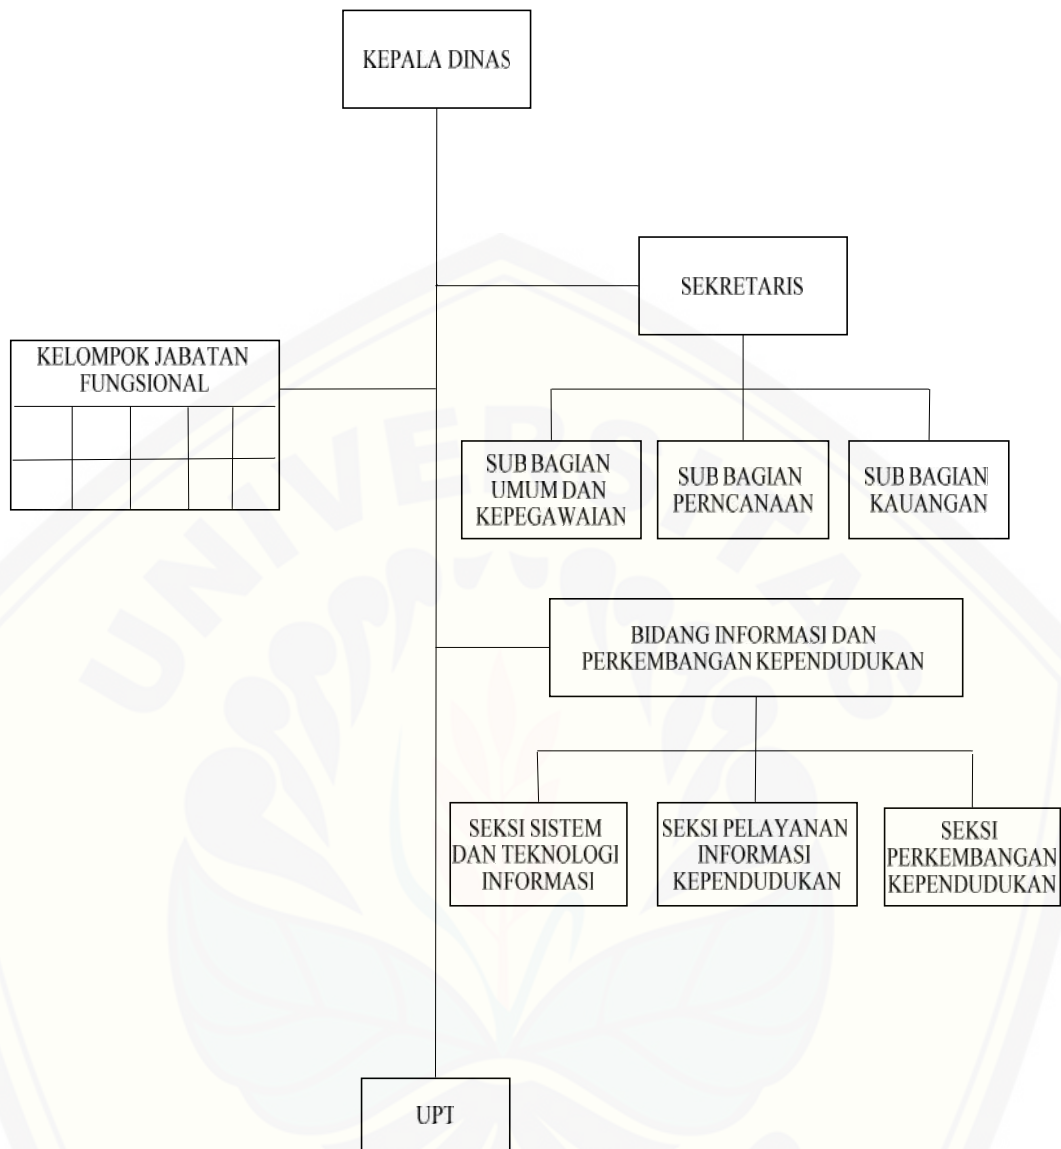 KEPALA DINAS
SEKRETARIS
KELOMPOK JABATAN
FUNGSIONAL
SUB BAGIAN
UMUM DAN
KEPEGAWAIAN
SUB BAGIAN
PERNCANAAN
SUB BAGIAN
KAUANGAN
BIDANG INFORMASI DAN
PERKEMBANGAN KEPENDUDUKAN
SEKSI SISTEM
DAN TEKNOLOGI
INFORMASI
SEKSI PELAYANAN
INFORMASI
KEPENDUDUKAN
SEKSI
PERKEMBANGAN
KEPENDUDUKAN
UPT
UNIVERSITAS